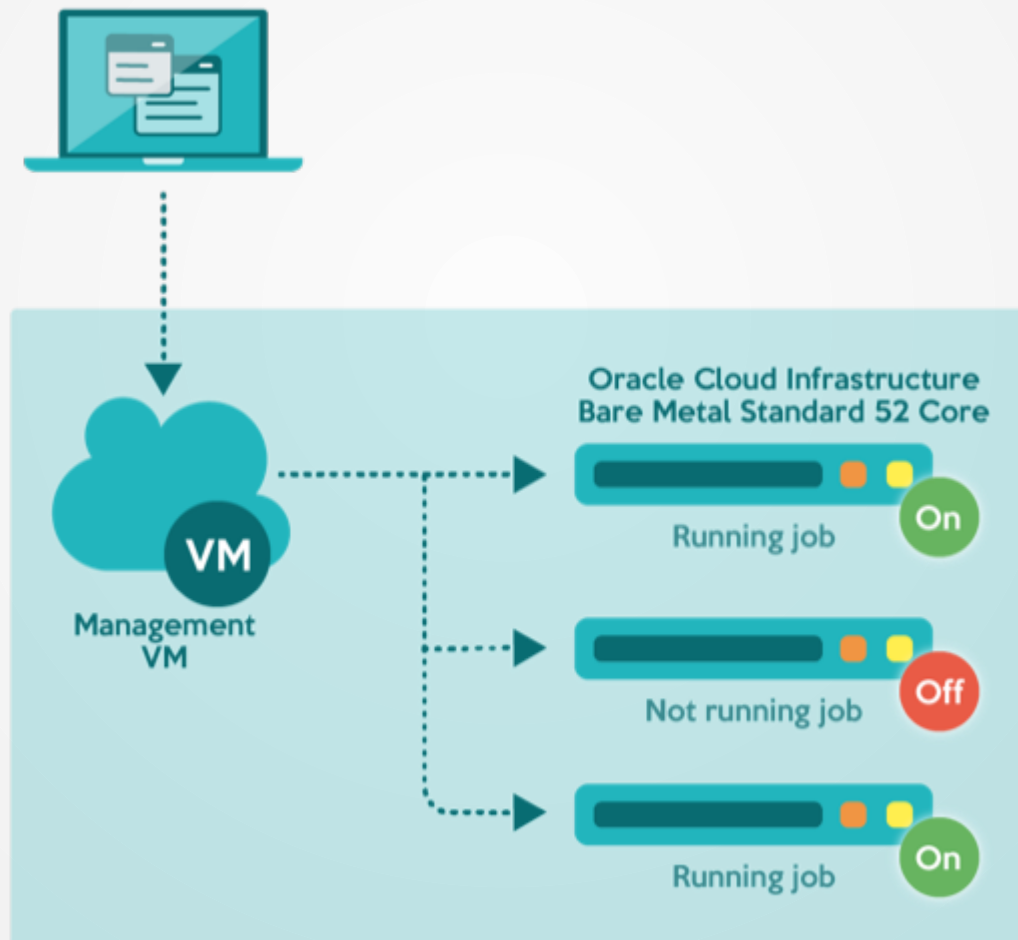 Oracle Cloud Infrastructure
Bare Metal Standard 52 Core
On
Running job
VM
Management
VM
Off
Not running job
On
Running job